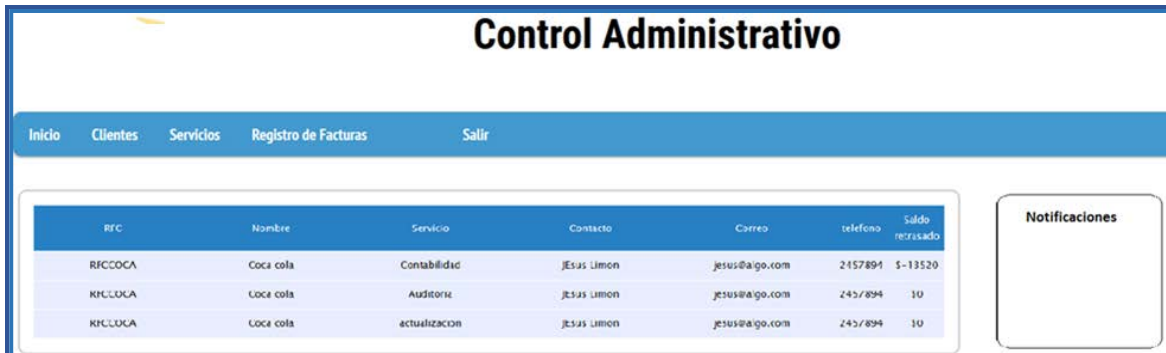 Control Administrativo
Inicio Clientes Servicios Registro de Facturas Salir
RFC Nombre Servicio Contacto Correo telefono Saldo retrasado
RFCCOCA Coca cola Contabilidad JEsus Limon jesus@algo.com 2457894 $-13520
RFCCOCA Coca cola Auditoria JEsus Limon jesus@algo.com 2457894 $0
RFCCOCA Coca cola actualizacion JEsus Limon jesus@algo.com 2457894 $0
Notificaciones